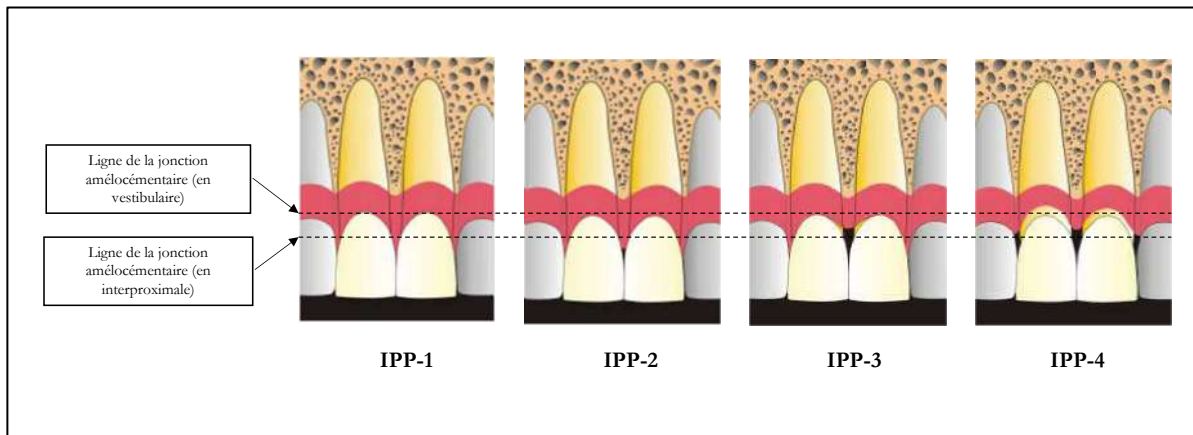 Ligne de la jonction
amélocémentaire (en
vestibulaire)
Ligne de la jonction
amélocémentaire (en
interproximale)
IPP-1
IPP-2
IPP-3
IPP-4